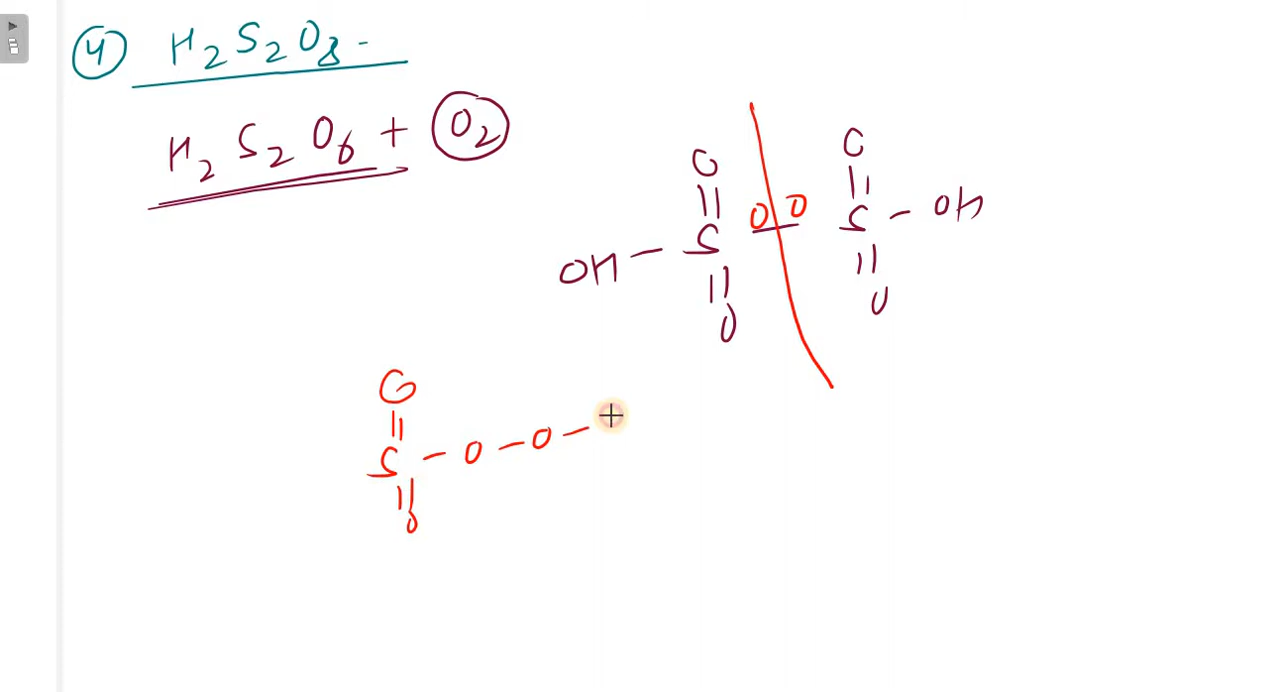 ④ H₂S₂O₈
H₂S₂O₆ + O₂
O O
O O
OH – S S – OH
O O
O
S – O – O –
O